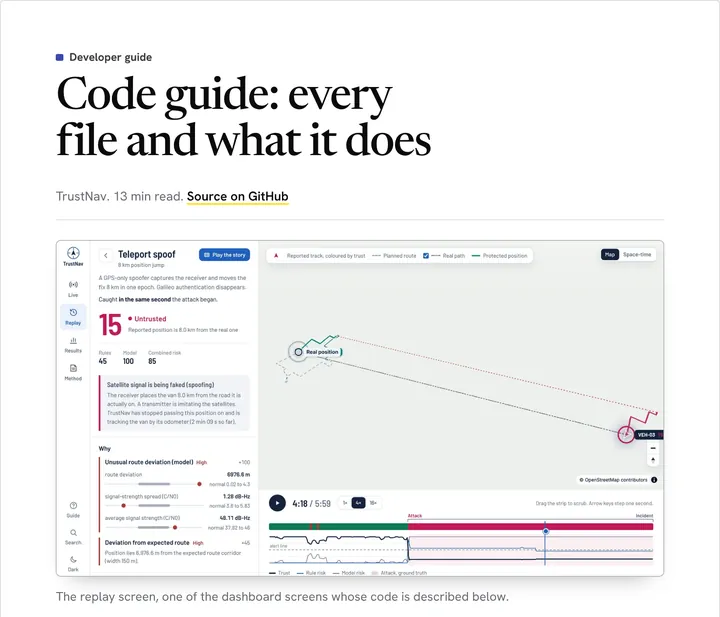 Developer guide
Code guide: every
file and what it does
TrustNav. 13 min read. Source on GitHub
TrustNav
Live
Replay
Results
Method
Guide
Search
Dark
Teleport spoof
8 km position jump
Play the story
A GPS-only spoofer captures the receiver and moves the
fix 8 km in one epoch. Galileo authentication disappears.
Caught in the same second the attack began.
15
Untrusted
Reported position is 8.0 km from the real one
Rules
45
Model
100
Combined risk
85
Satellite signal is being faked (spoofing)
The receiver places the van 6.0 km from the road it is
actually on. A transmitter is imitating the satellites.
TrustNav has stopped passing this position on and is
tracking the van by its odometer (2 min 09 s so far).
Why
Unusual route deviation (model) High +100
route deviation 6976.6 m
normal 0.02 to 4.3
signal-strength spread (C/N0) 1.28 dB-Hz
average signal strength (C/N0) 48.11 dB-Hz
normal 37.82 to 46
Deviation from expected route High +45
Position lies 6,976.6 m from the expected route corridor
(width 150 m).
Reported track, coloured by trust
Planned route
Real path
Protected position
Map
Space-time
Real position
VEH-03
© OpenStreetMap contributors
4:18 / 5:59
1×
4×
16×
Drag the strip to scrub. Arrow keys step one second.
Attack
Incident
alert line
Trust
Rule risk
Model risk
Attack, ground truth
The replay screen, one of the dashboard screens whose code is described below.